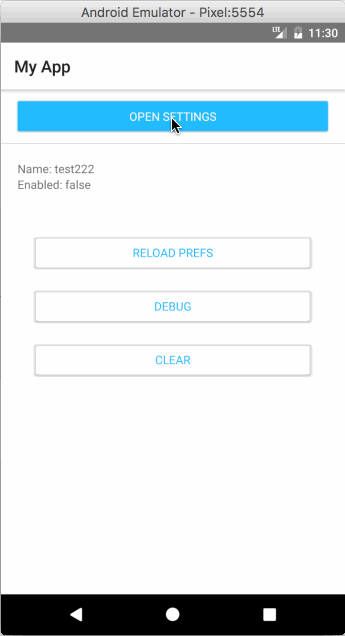 Android Emulator - Pixel:5554
LTE 11:30
My App
OPEN SETTINGS
Name: test222
Enabled: false
RELOAD PREFS
DEBUG
CLEAR